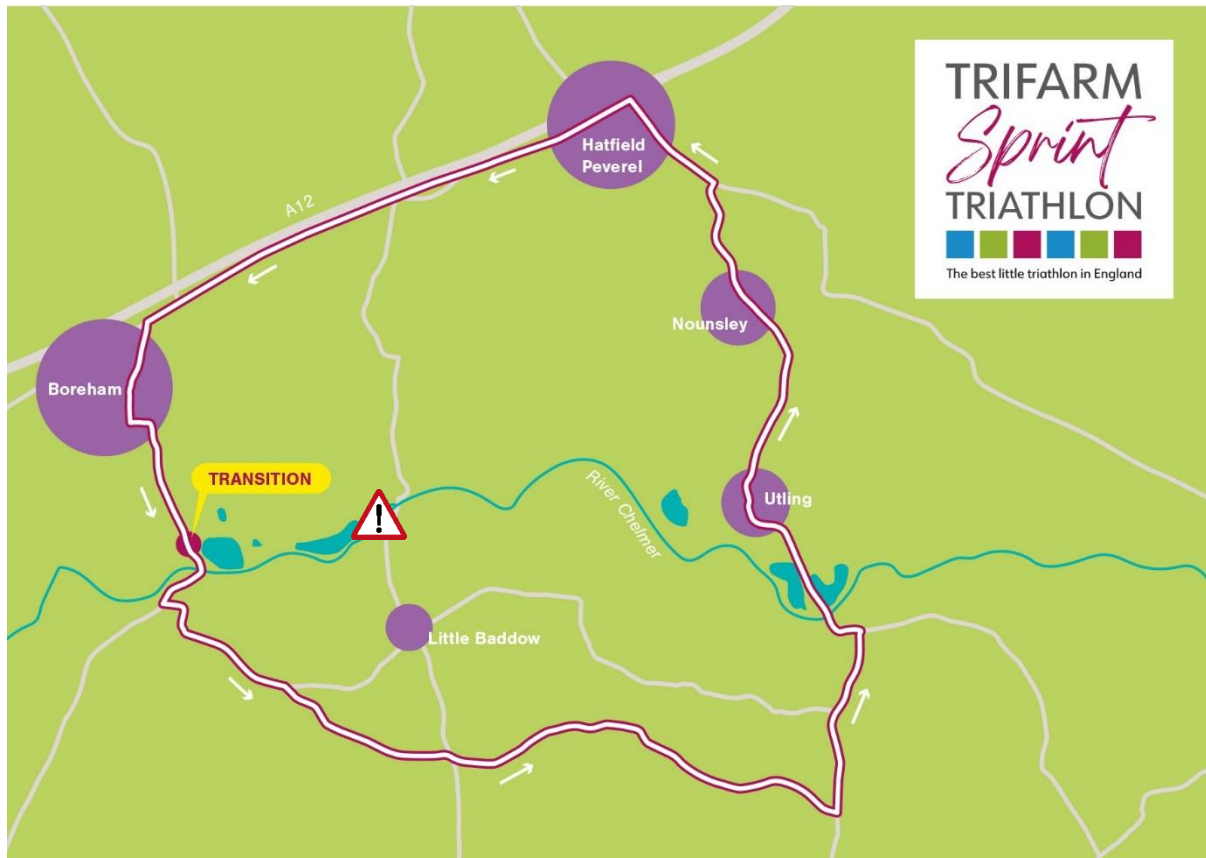 TRIFARM
Sprint
TRIATHLON
The best little triathlon in England
Hatfield
Peverel
A12
Nounsley
Boreham
TRANSITION
Utling
River Chelmer
!
Little Baddow